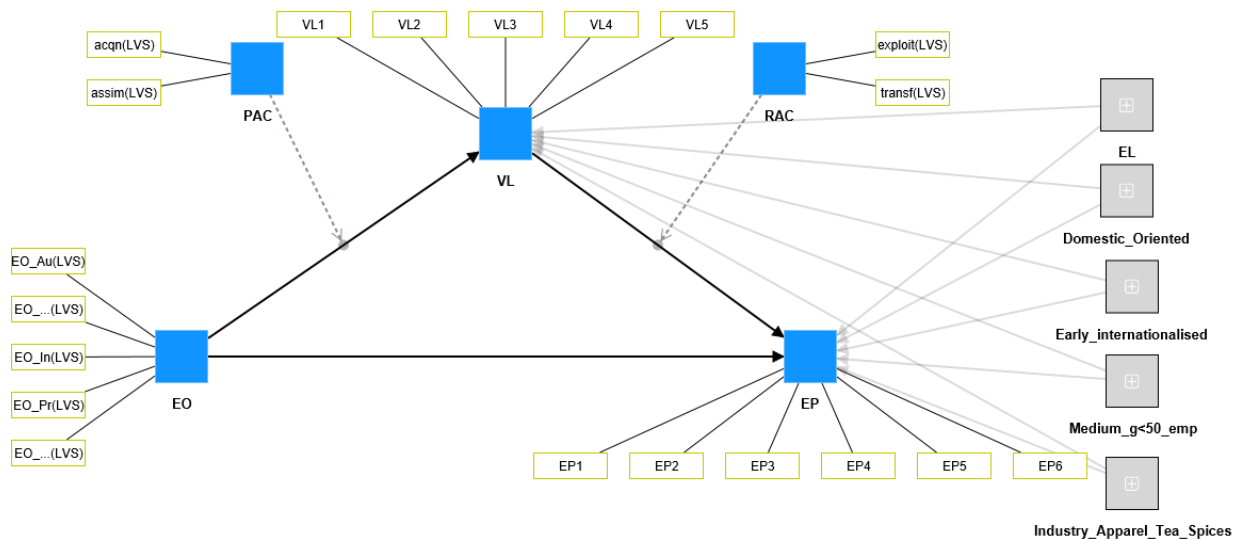 VL1
VL2
VL3
VL4
VL5
acqn(LVS)
assim(LVS)
PAC
exploit(LVS)
transf(LVS)
RAC
VL
EL
Domestic_Oriented
EO_Au(LVS)
EO_...(LVS)
EO_In(LVS)
EO_Pr(LVS)
EO_...(LVS)
EO
EP
Early_internationalised
Medium_g<50_emp
EP1
EP2
EP3
EP4
EP5
EP6
Industry_Apparel_Tea_Spices